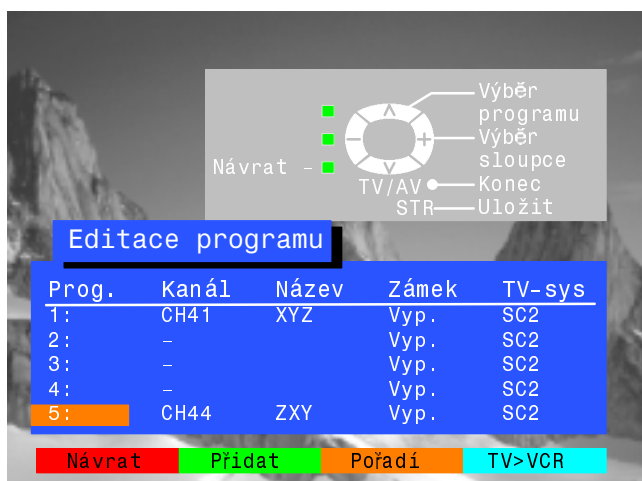 Výběr
programu
Výběr
sloupce
Návrat –
TV/AV Konec
STR Uložit
Editace programu
Prog. Kanál Název Zámek TV-sys
1: CH41 XYZ Vyp. SC2
2: – Vyp. SC2
3: – Vyp. SC2
4: – Vyp. SC2
5: CH44 ZXY Vyp. SC2
Návrat Přidat Pořadí TV>VCR